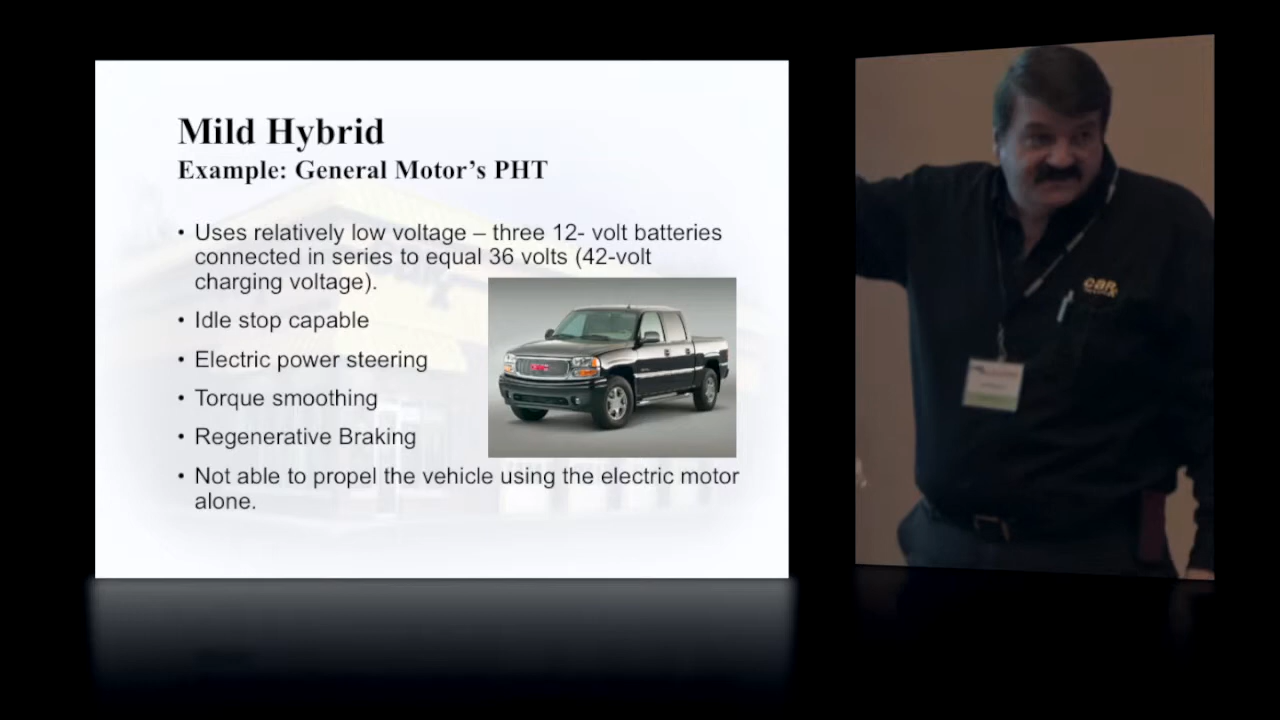 Mild Hybrid
Example: General Motor’s PHT
• Uses relatively low voltage – three 12- volt batteries
connected in series to equal 36 volts (42-volt
charging voltage).
• Idle stop capable
• Electric power steering
• Torque smoothing
• Regenerative Braking
• Not able to propel the vehicle using the electric motor
alone.
GMC
car